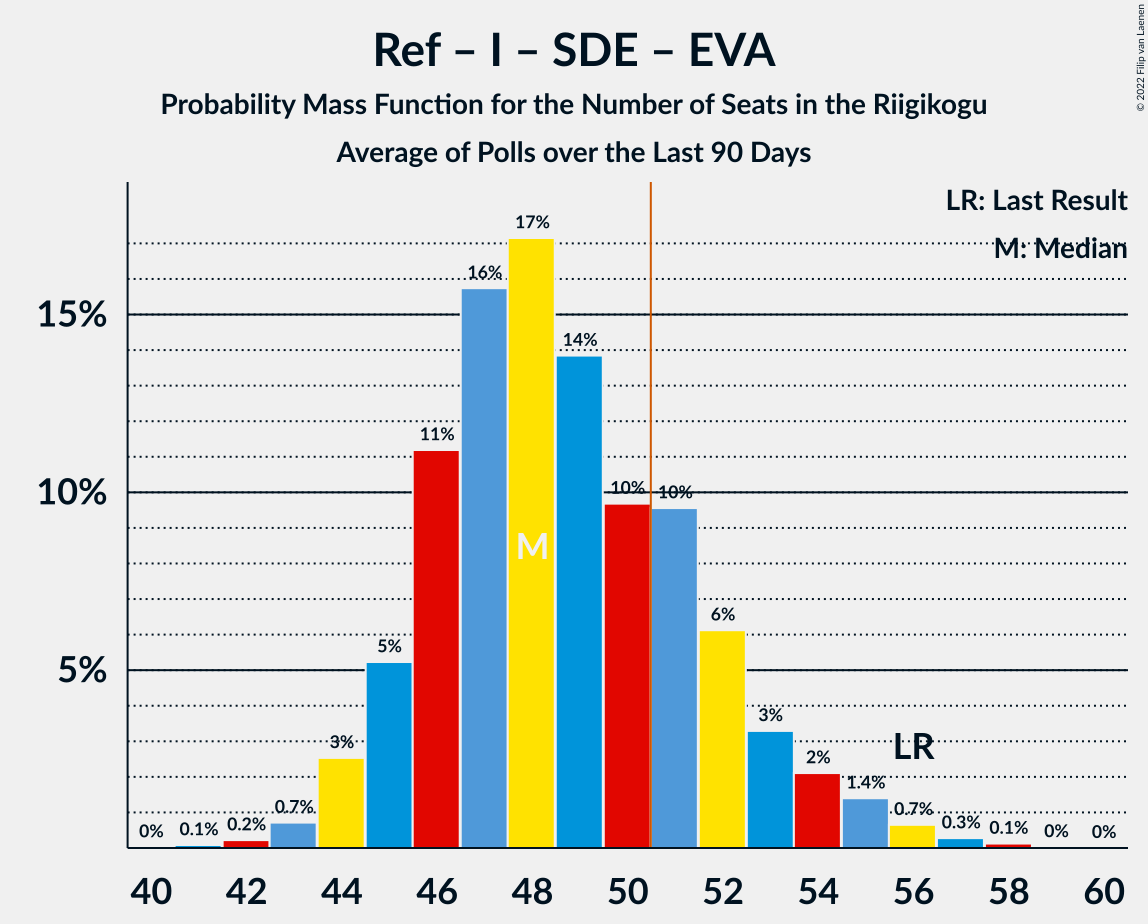 Ref – I – SDE – EVA
Probability Mass Function for the Number of Seats in the Riigikogu
Average of Polls over the Last 90 Days
© 2022 Filip van Laenen
LR: Last Result
M: Median
17%
16%
15%
14%
11%
10%
10%
10%
M
6%
5%
5%
3%
3%
LR
2%
1.4%
0.7%
0.7%
0.3%
0.2%
0.1%
0.1%
0%
0%
0%
40 42 44 46 48 50 52 54 56 58 60